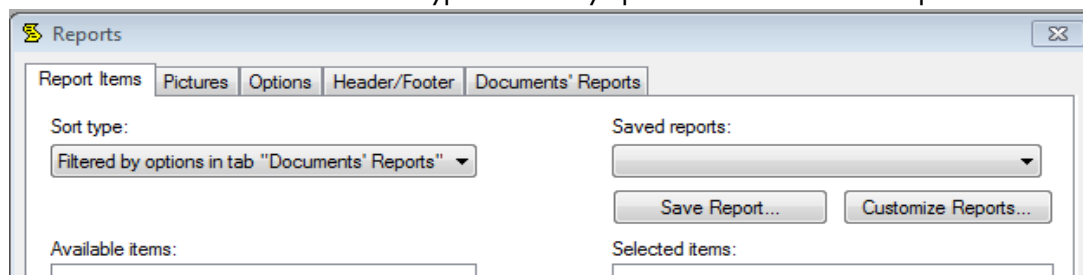 Reports
Report Items Pictures Options Header/Footer Documents' Reports
Sort type: Saved reports:
Filtered by options in tab "Documents' Reports"
Save Report... Customize Reports...
Available items: Selected items: